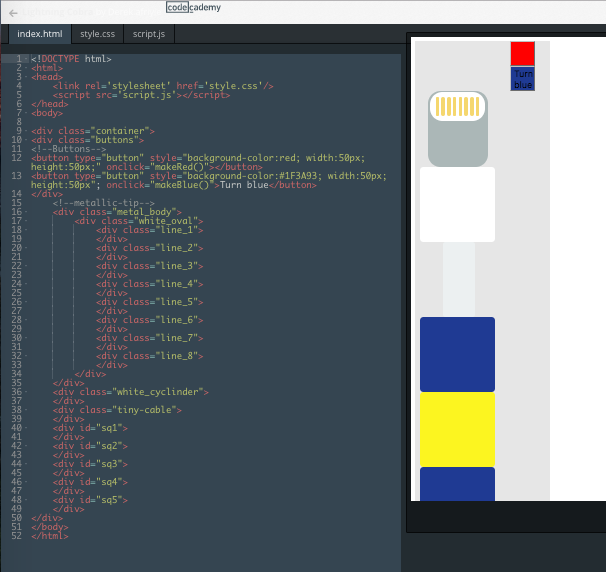 codecademy
index.html style.css script.js
1 <!DOCTYPE html>
2 <html>
3 <head>
4 <link rel='stylesheet' href='style.css'/>
5 <script src='script.js'></script>
6 </head>
7 <body>
8
9 <div class="container">
10 <div class="buttons">
11 <!--Buttons-->
12 <button type="button" style="background-color:red; width:50px;
height:50px;" onclick="makeRed()"></button>
13 <button type="button" style="background-color:#1F3A93; width:50px;
height:50px"; onclick="makeBlue()">Turn blue</button>
14 </div>
15 <!--metallic-tip-->
16 <div class="metal_body">
17 <div class="white_oval">
18 <div class="line_1">
19 </div>
20 <div class="line_2">
21 </div>
22 <div class="line_3">
23 </div>
24 <div class="line_4">
25 </div>
26 <div class="line_5">
27 </div>
28 <div class="line_6">
29 </div>
30 <div class="line_7">
31 </div>
32 <div class="line_8">
33 </div>
34 </div>
35 </div>
36 <div class="white_cyclinder">
37 </div>
38 <div class="tiny-cable">
39 </div>
40 <div id="sq1">
41 </div>
42 <div id="sq2">
43 </div>
44 <div id="sq3">
45 </div>
46 <div id="sq4">
47 </div>
48 <div id="sq5">
49 </div>
50 </div>
51 </body>
52 </html>
Turn
blue